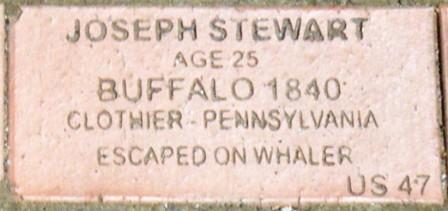 JOSEPH STEWART
AGE 25
BUFFALO 1840
CLOTHIER - PENNSYLVANIA
ESCAPED ON WHALER
US 47